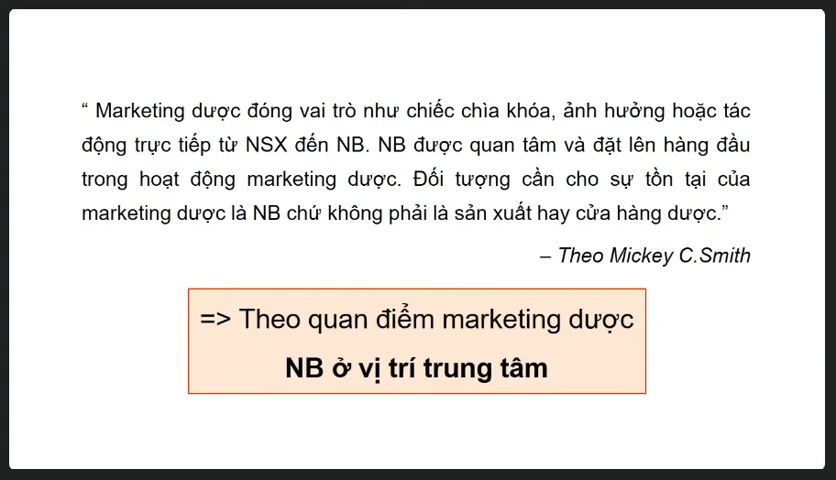 “ Marketing dược đóng vai trò như chiếc chìa khóa, ảnh hưởng hoặc tác
động trực tiếp từ NSX đến NB. NB được quan tâm và đặt lên hàng đầu
trong hoạt động marketing dược. Đối tượng cần cho sự tồn tại của
marketing dược là NB chứ không phải là sản xuất hay cửa hàng dược.”
– Theo Mickey C.Smith
=> Theo quan điểm marketing dược
NB ở vị trí trung tâm